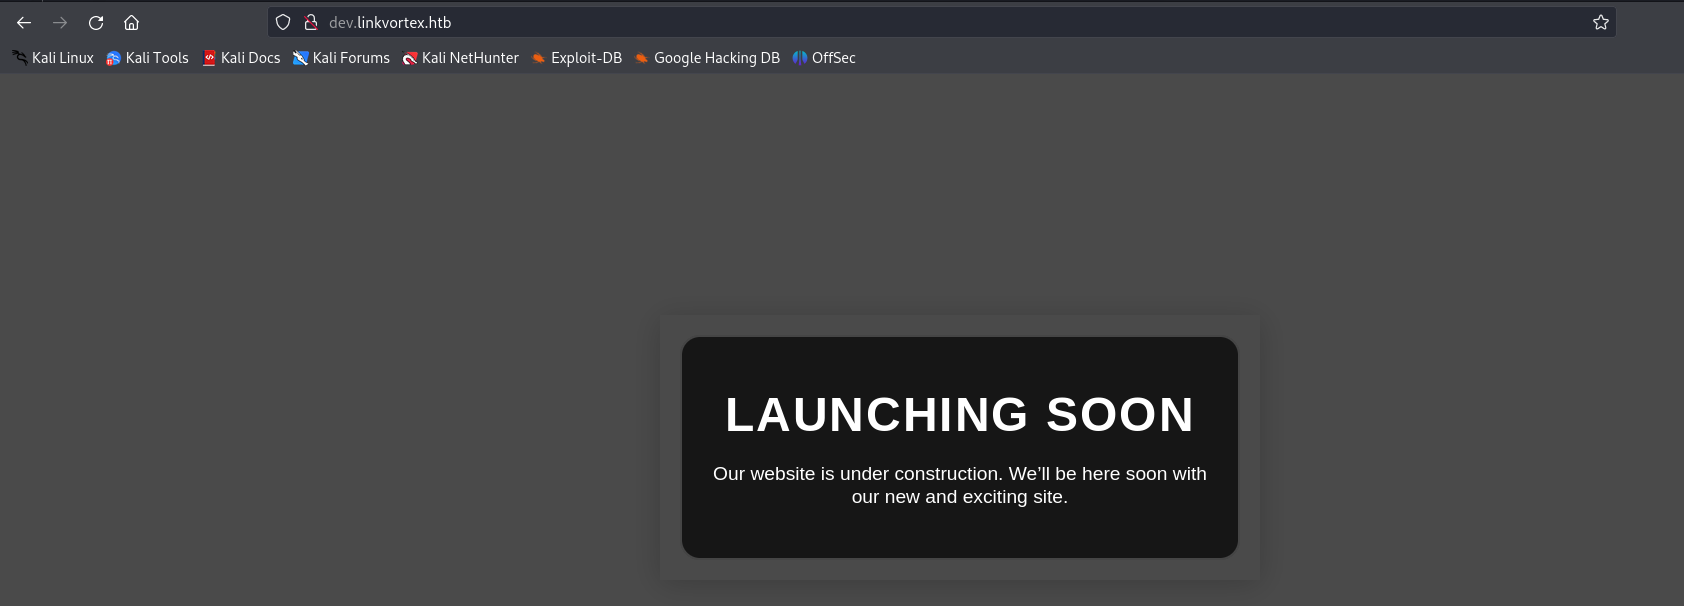 dev.linkvortex.htb
Kali Linux Kali Tools Kali Docs Kali Forums Kali NetHunter Exploit-DB Google Hacking DB OffSec
LAUNCHING SOON
Our website is under construction. We’ll be here soon with
our new and exciting site.